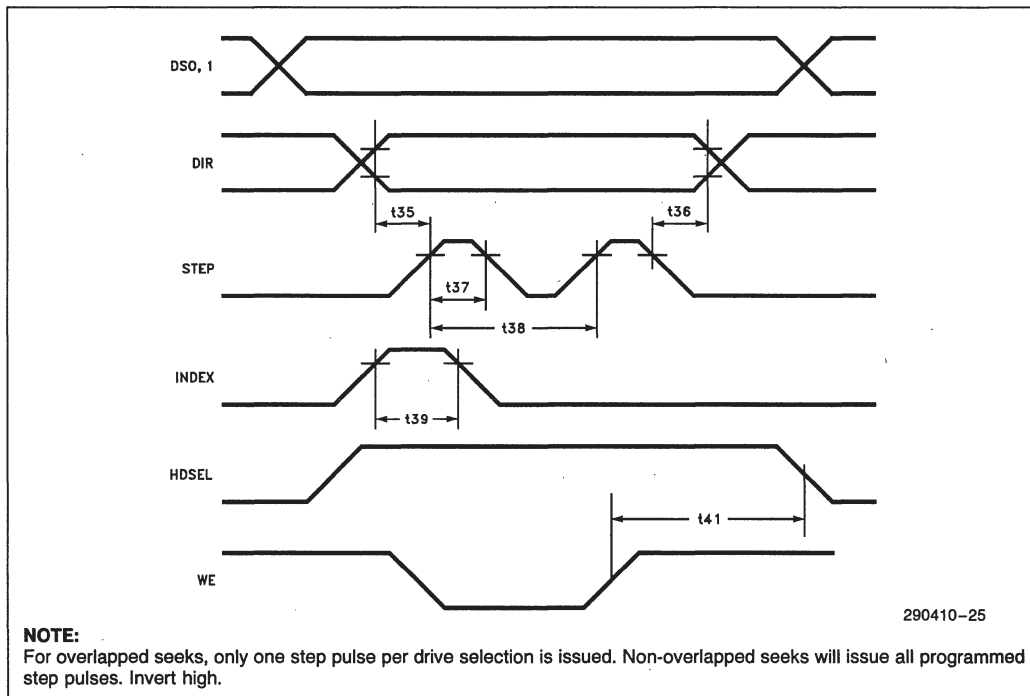 DS0, 1
DIR
t35
t36
STEP
t37
t38
INDEX
t39
HDSEL
t41
WE
290410-25
NOTE:
For overlapped seeks, only one step pulse per drive selection is issued. Non-overlapped seeks will issue all programmed
step pulses. Invert high.